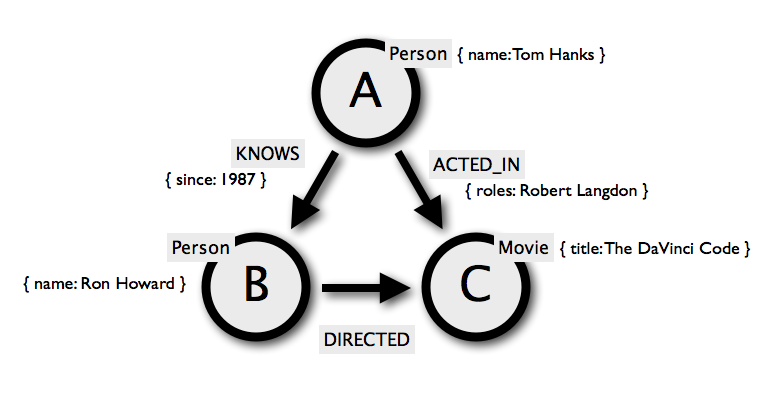 Person { name:Tom Hanks }
A
KNOWS
{ since: 1987 }
ACTED_IN
{ roles: Robert Langdon }
Person
{ name: Ron Howard }
B
Movie { title:The DaVinci Code }
C
DIRECTED